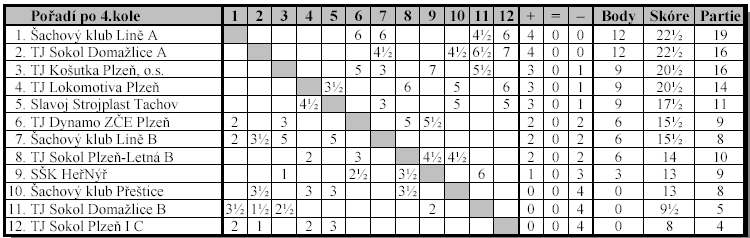 Pořadí po 4.kole 1 2 3 4 5 6 7 8 9 10 11 12 + = – Body Skóre Partie
1. Šachový klub Líně A 6 6 4½ 6 4 0 0 12 22½ 19
2. TJ Sokol Domažlice A 4½ 4½ 6½ 7 4 0 0 12 22½ 16
3. TJ Košutka Plzeň, o.s. 5 3 7 5½ 3 0 1 9 20½ 16
4. TJ Lokomotiva Plzeň 3½ 6 5 6 3 0 1 9 20½ 14
5. Slavoj Strojplast Tachov 4½ 3 5 5 3 0 1 9 17½ 11
6. TJ Dynamo ZČE Plzeň 2 3 5 5½ 2 0 2 6 15½ 9
7. Šachový klub Líně B 2 3½ 5 5 2 0 2 6 15½ 8
8. TJ Sokol Plzeň-Letná B 2 3 4½ 4½ 2 0 2 6 14 10
9. SŠK HeřNýř 1 2½ 3½ 6 1 0 3 3 13 9
10. Šachový klub Přeštice 3½ 3 3 3½ 0 0 4 0 13 8
11. TJ Sokol Domažlice B 3½ 1½ 2½ 2 0 0 4 0 9½ 5
12. TJ Sokol Plzeň I C 2 1 2 3 0 0 4 0 8 4